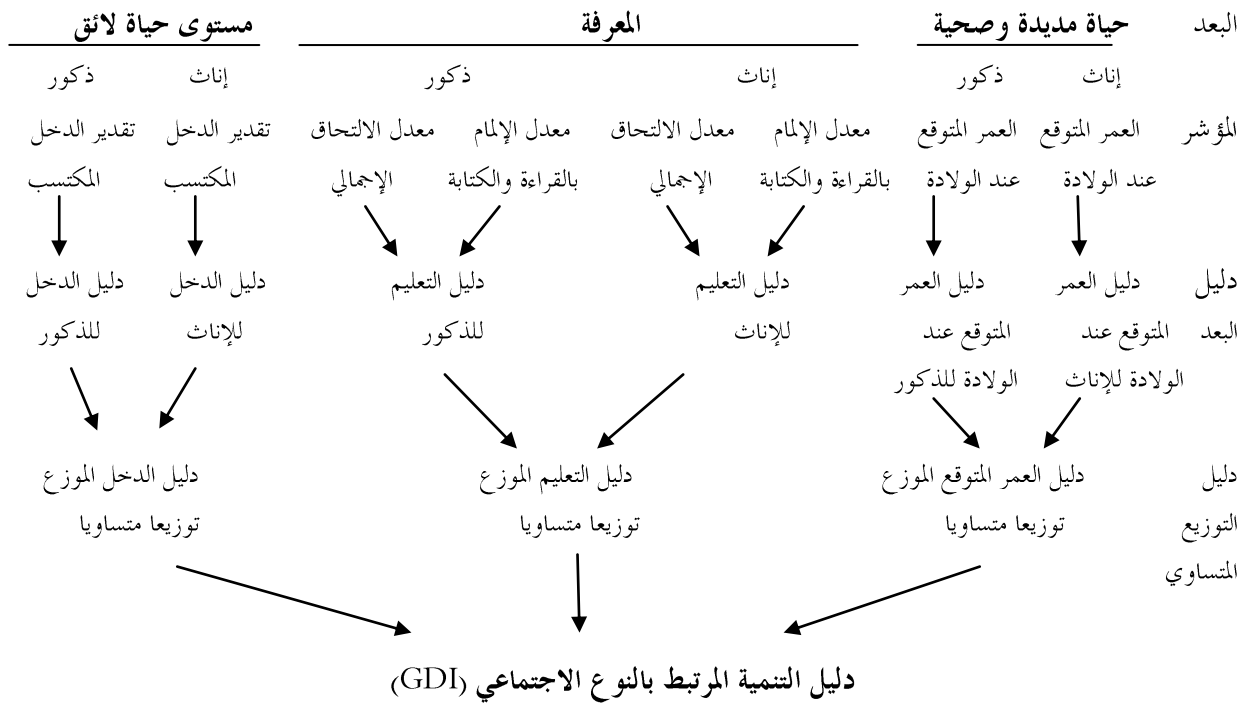 البعد حياة مديدة وصحية المعرفة مستوى حياة لائق
إناث ذكور إناث ذكور إناث ذكور
المؤشر العمر المتوقع العمر المتوقع معدل الإلمام معدل الالتحاق معدل الإلمام معدل الالتحاق تقدير الدخل تقدير الدخل
عند الولادة عند الولادة بالقراءة والكتابة الإجمالي بالقراءة والكتابة الإجمالي المكتسب المكتسب
دليل دليل العمر دليل العمر دليل التعليم دليل التعليم دليل الدخل دليل الدخل
البعد المتوقع عند المتوقع عند للإناث للذكور للإناث للذكور
الولادة للإناث الولادة للذكور
دليل دليل العمر المتوقع الموزع دليل التعليم الموزع دليل الدخل الموزع
التوزيع توزيعا متساويا توزيعا متساويا توزيعا متساويا
المتساوي
دليل التنمية المرتبط بالنوع الاجتماعي (GDI)